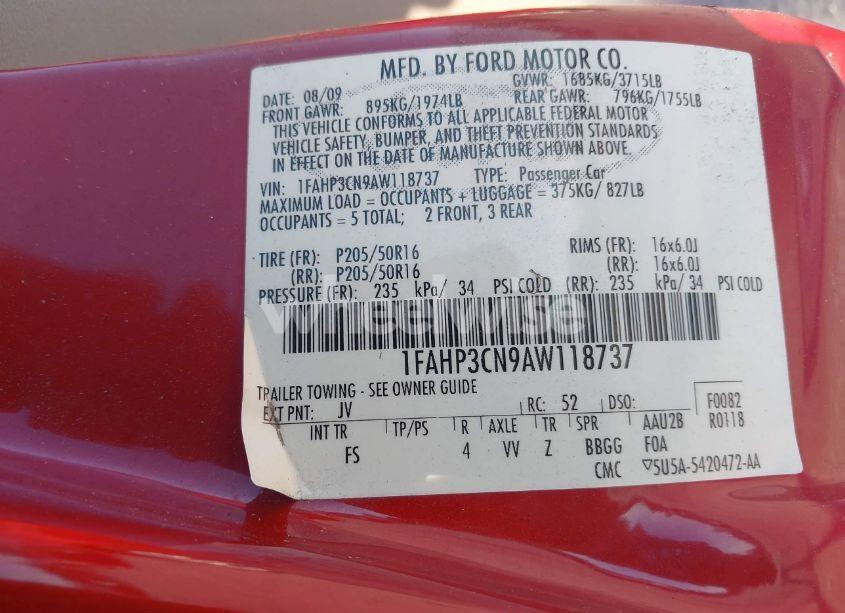 MFD. BY FORD MOTOR CO.
DATE: 08/09 GVWR: 1685KG/3715LB
FRONT GAWR: 895KG/1974LB REAR GAWR: 796KG/1755LB
THIS VEHICLE CONFORMS TO ALL APPLICABLE FEDERAL MOTOR
VEHICLE SAFETY, BUMPER, AND THEFT PREVENTION STANDARDS
IN EFFECT ON THE DATE OF MANUFACTURE SHOWN ABOVE.
VIN: 1FAHP3CN9AW118737 TYPE: Passenger Car
MAXIMUM LOAD = OCCUPANTS + LUGGAGE = 375KG/ 827LB
OCCUPANTS = 5 TOTAL; 2 FRONT, 3 REAR
TIRE (FR): P205/50R16 RIMS (FR): 16x6.0J
(RR): P205/50R16 (RR): 16x6.0J
PRESSURE (FR): 235 kPa/ 34 PSI COLD (RR): 235 kPa/ 34 PSI COLD
wheelwise
1FAHP3CN9AW118737
TRAILER TOWING - SEE OWNER GUIDE
EXT PNT: JV RC: 52 DSO: F0082
INT TR TP/PS R AXLE TR SPR AAU2B R0118
FS 4 VV Z BBGG FOA
CMC ▽5U5A-5420472-AA